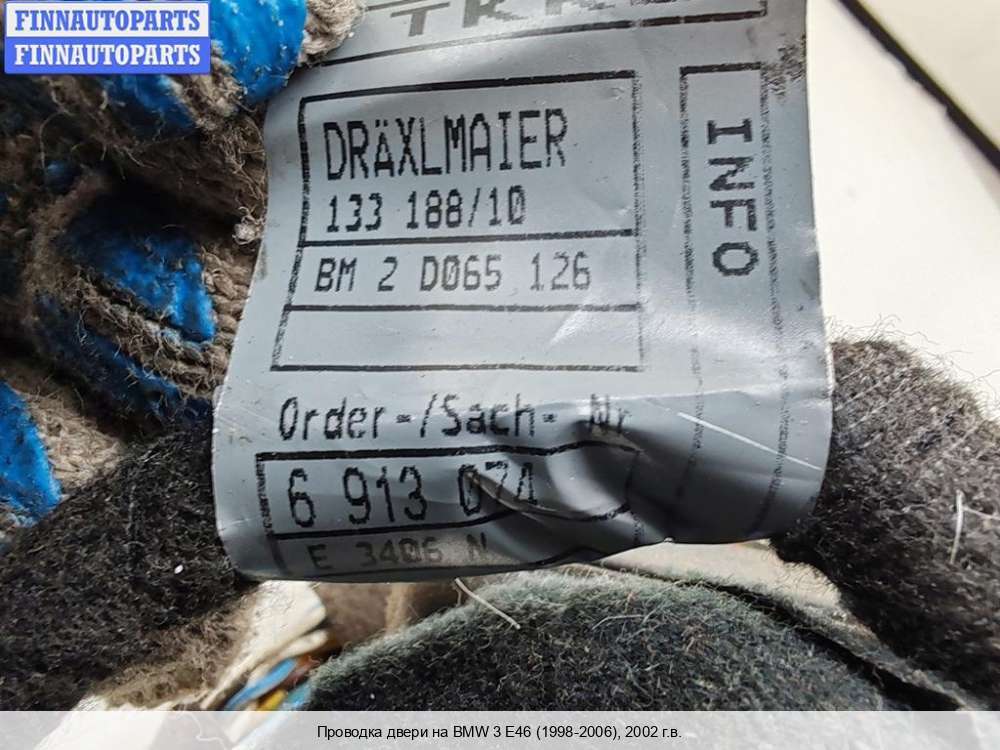 FINNAUTOPARTS
FINNAUTOPARTS
DRÄXLMAIER
133 188/10
INFO
BM 2 D065 126
Order-/Sach- Nr
6 913 074
E 3406 N
Проводка двери на BMW 3 E46 (1998-2006), 2002 г.в.